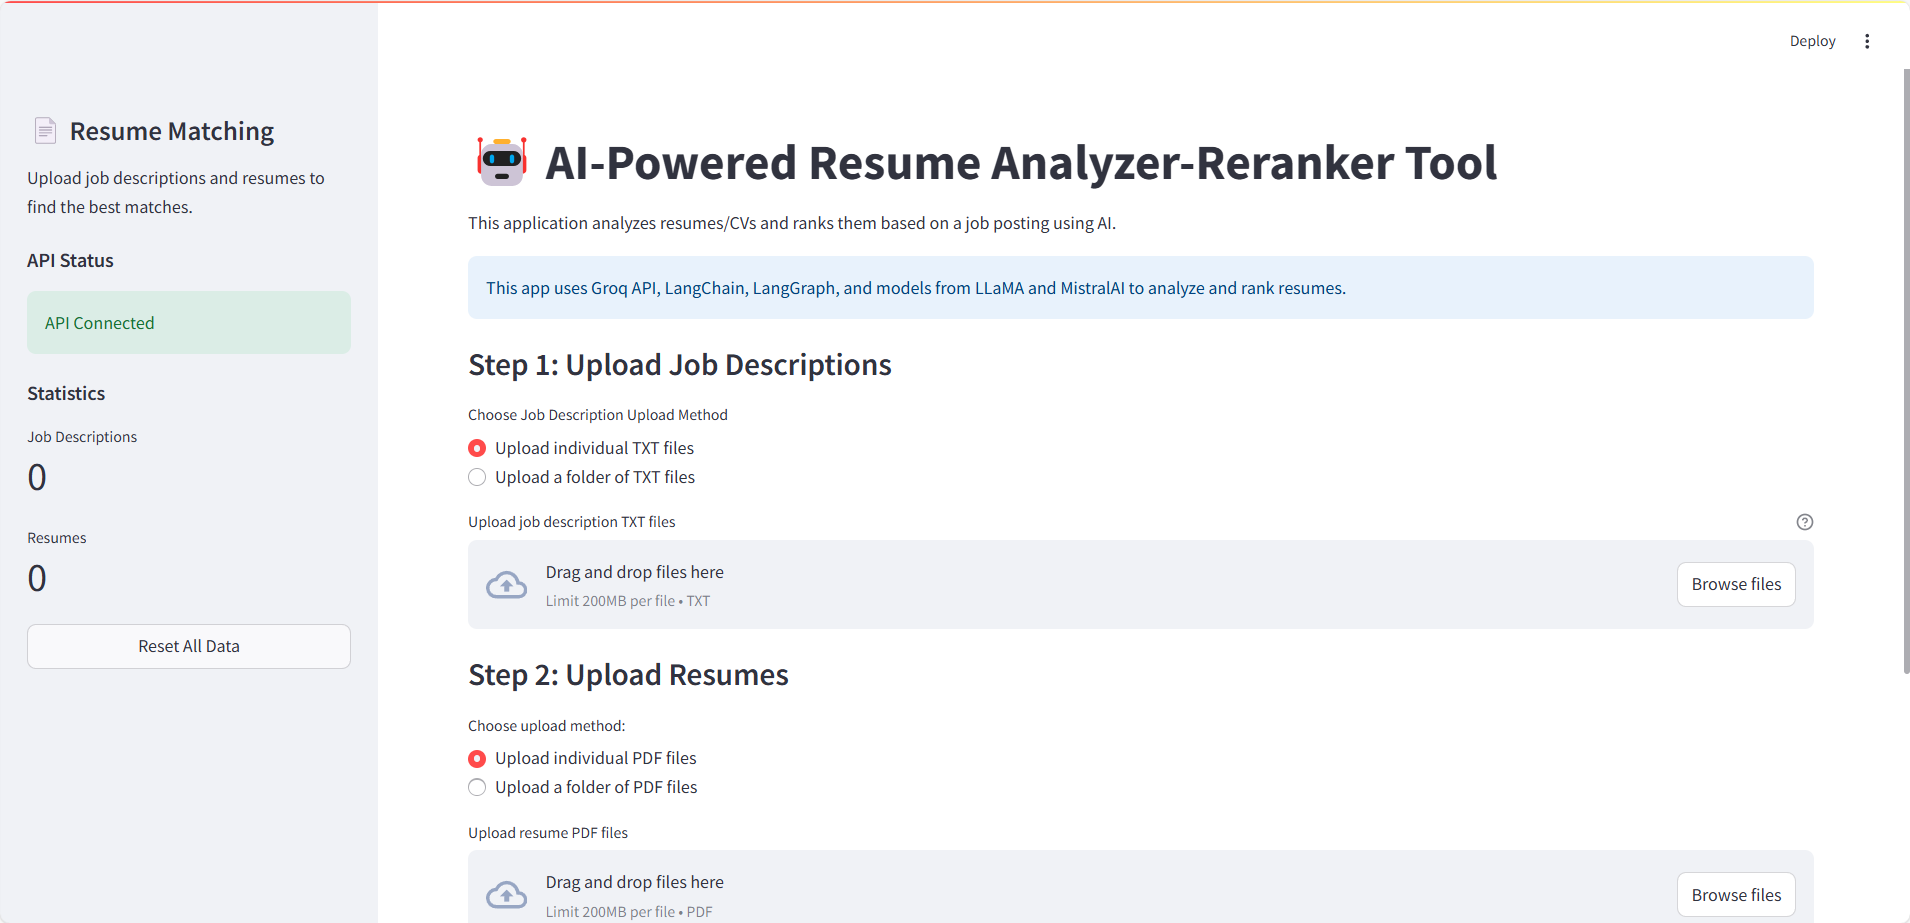 Deploy
Resume Matching
Upload job descriptions and resumes to
find the best matches.
API Status
API Connected
Statistics
Job Descriptions
0
Resumes
0
Reset All Data
AI-Powered Resume Analyzer-Reranker Tool
This application analyzes resumes/CVs and ranks them based on a job posting using AI.
This app uses Groq API, LangChain, LangGraph, and models from LLaMA and MistralAI to analyze and rank resumes.
Step 1: Upload Job Descriptions
Choose Job Description Upload Method
Upload individual TXT files
Upload a folder of TXT files
Upload job description TXT files
Drag and drop files here
Limit 200MB per file • TXT
Browse files
Step 2: Upload Resumes
Choose upload method:
Upload individual PDF files
Upload a folder of PDF files
Upload resume PDF files
Drag and drop files here
Limit 200MB per file • PDF
Browse files